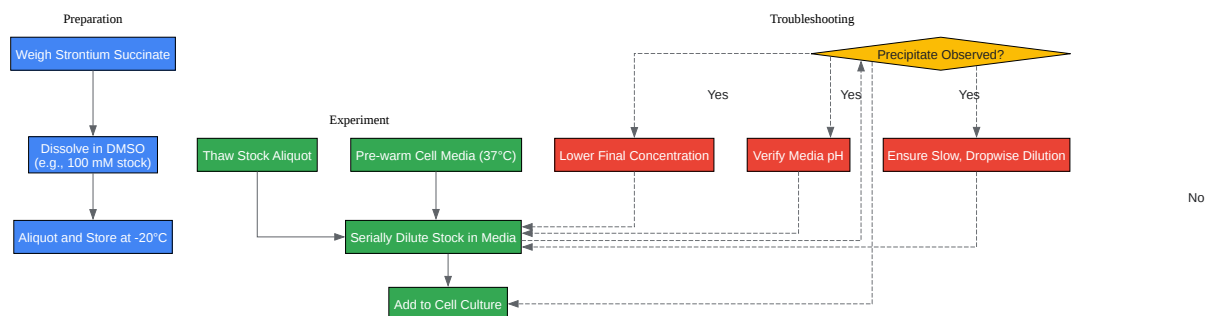 Preparation
Troubleshooting
Weigh Strontium Succinate
Precipitate Observed?
Yes
Yes
Yes
Experiment
Dissolve in DMSO
(e.g., 100 mM stock)
Thaw Stock Aliquot
Pre-warm Cell Media (37°C)
Lower Final Concentration
Verify Media pH
Ensure Slow, Dropwise Dilution
No
Aliquot and Store at -20°C
Serially Dilute Stock in Media
Add to Cell Culture